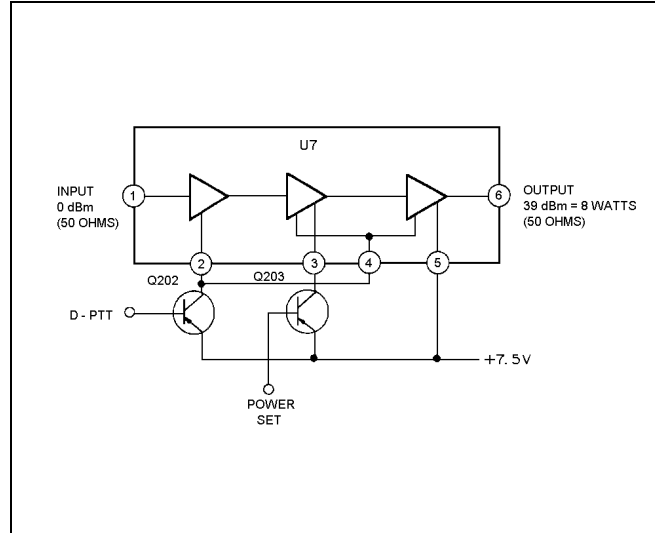 U7
INPUT
0 dBm
(50 OHMS)
1
6
OUTPUT
39 dBm = 8 WATTS
(50 OHMS)
2
3
4
5
Q202
Q203
D - PTT
+7.5V
POWER
SET